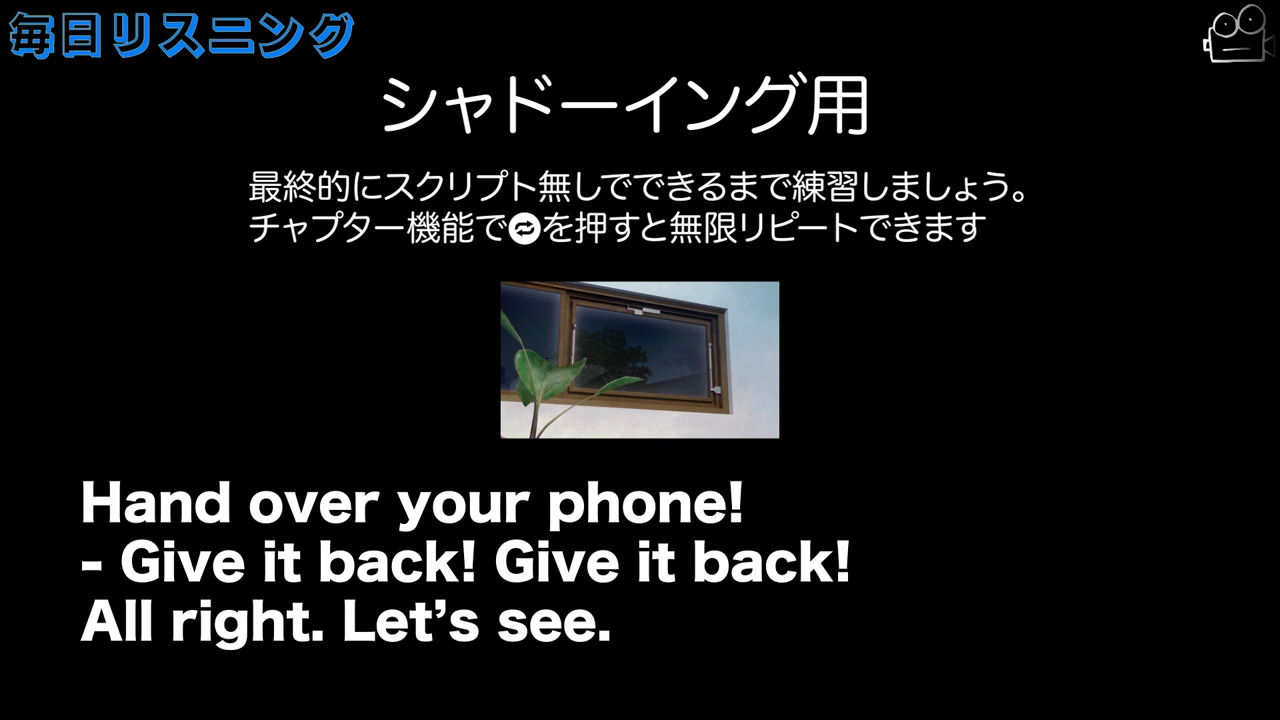 毎日リスニング
シャドーイング用
最終的にスクリプト無しでできるまで練習しましょう。
チャプター機能で🔁を押すと無限リピートできます
Hand over your phone!
- Give it back! Give it back!
All right. Let’s see.